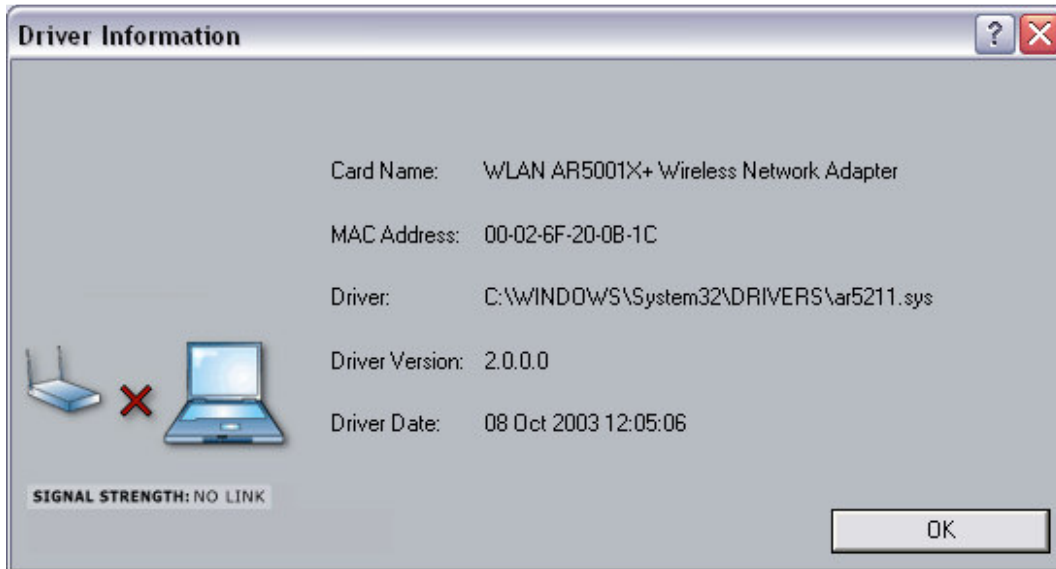 Driver Information
Card Name: WLAN AR5001X+ Wireless Network Adapter
MAC Address: 00-02-6F-20-0B-1C
Driver: C:\WINDOWS\System32\DRIVERS\ar5211.sys
Driver Version: 2.0.0.0
Driver Date: 08 Oct 2003 12:05:06
SIGNAL STRENGTH: NO LINK
OK